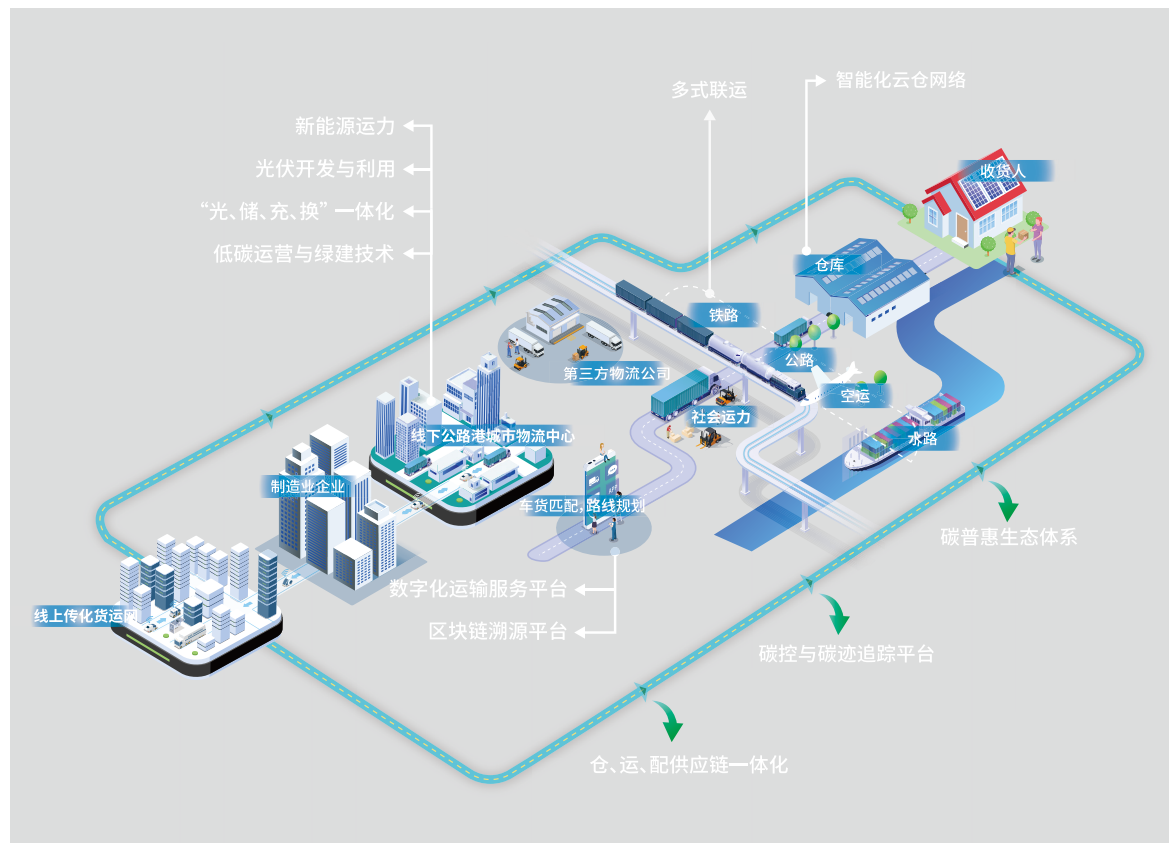 多式联运
智能化云仓网络
新能源运力
光伏开发与利用
“光、储、充、换”一体化
低碳运营与绿建技术
收货人
仓库
铁路
公路
第三方物流公司
空运
社会运力
水路
线下公路港城市物流中心
制造业企业
车货匹配,路线规划
碳普惠生态体系
数字化运输服务平台
线上传化货运网
区块链溯源平台
碳控与碳迹追踪平台
仓、运、配供应链一体化